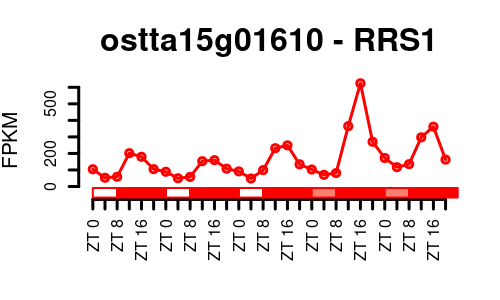 ostta15g01610 - RRS1
FPKM
500
200
0
ZT 0 ZT 8 ZT 16 ZT 0 ZT 8 ZT 16 ZT 0 ZT 8 ZT 16 ZT 0 ZT 8 ZT 16 ZT 0 ZT 8 ZT 16